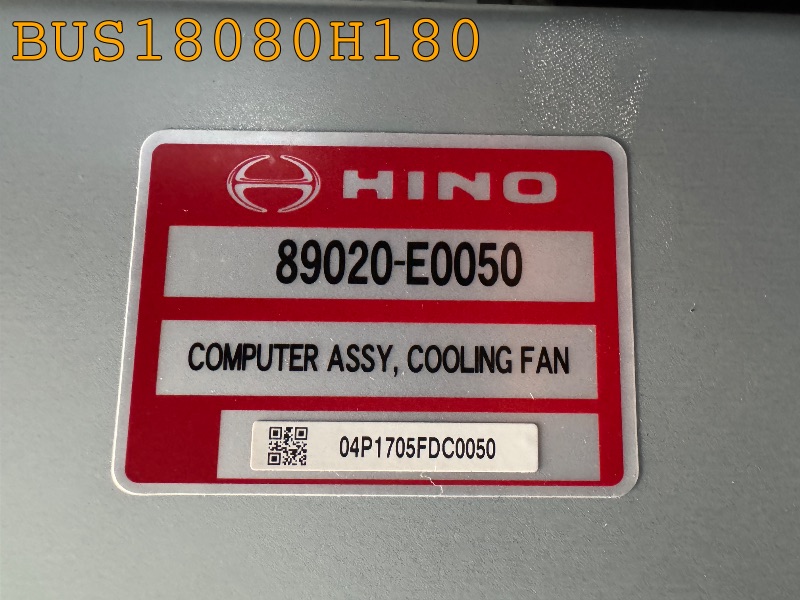 BUS18080H180
HINO
89020-E0050
COMPUTER ASSY, COOLING FAN
04P1705FDC0050